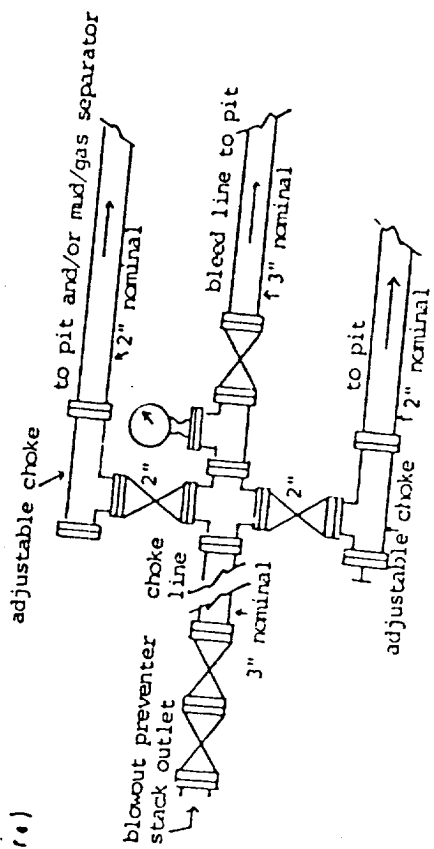 (e)
adjustable choke
to pit and/or mud/gas separator
2" nominal
2"
choke
line
bleed line to pit
3" nominal
blowout preventer
stack outlet
3" nominal
2"
to pit
2" nominal
adjustable choke